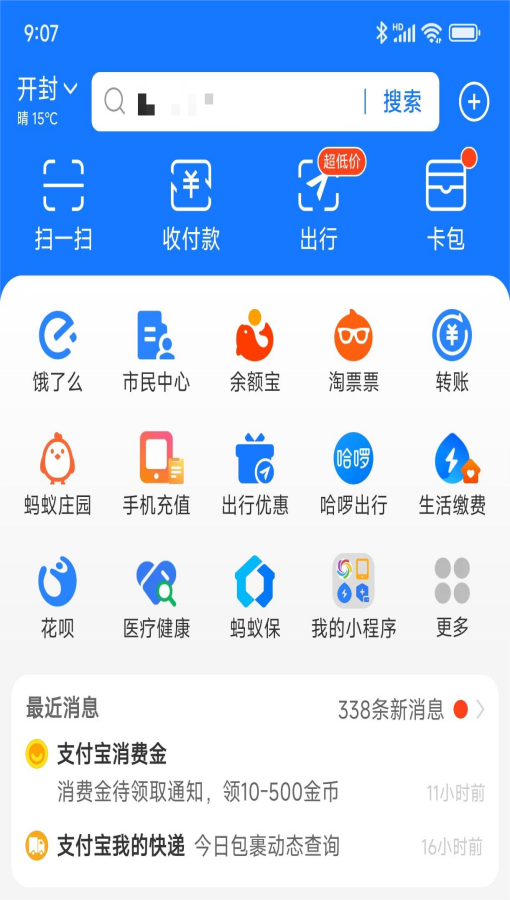 9:07 HD
开封
晴 15℃
搜索
超低价
扫一扫 收付款 出行 卡包
饿了么 市民中心 余额宝 淘票票 转账
哈啰
蚂蚁庄园 手机充值 出行优惠 哈啰出行 生活缴费
花呗 医疗健康 蚂蚁保 我的小程序 更多
最近消息 338条新消息
支付宝消费金
消费金待领取通知，领10-500金币 11小时前
支付宝我的快递 今日包裹动态查询 16小时前